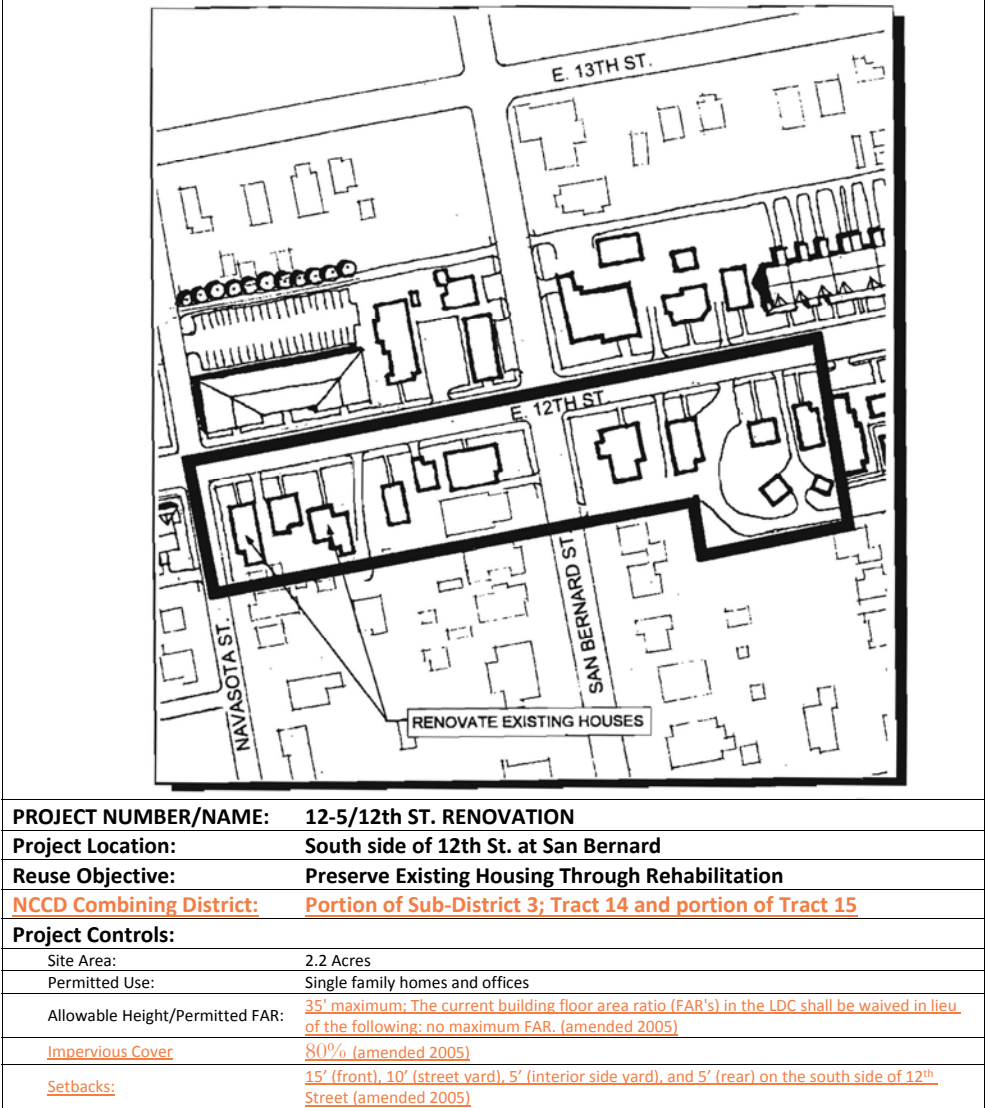 E. 13TH ST.
E. 12TH ST
NAVASOTA ST.
SAN BERNARD ST.
RENOVATE EXISTING HOUSES
PROJECT NUMBER/NAME: 12-5/12th ST. RENOVATION
Project Location: South side of 12th St. at San Bernard
Reuse Objective: Preserve Existing Housing Through Rehabilitation
NCCD Combining District: Portion of Sub-District 3; Tract 14 and portion of Tract 15
Project Controls:
Site Area: 2.2 Acres
Permitted Use: Single family homes and offices
Allowable Height/Permitted FAR: 35' maximum; The current building floor area ratio (FAR's) in the LDC shall be waived in lieu
of the following: no maximum FAR. (amended 2005)
Impervious Cover 80% (amended 2005)
Setbacks: 15’ (front), 10’ (street yard), 5’ (interior side yard), and 5’ (rear) on the south side of 12th
Street (amended 2005)